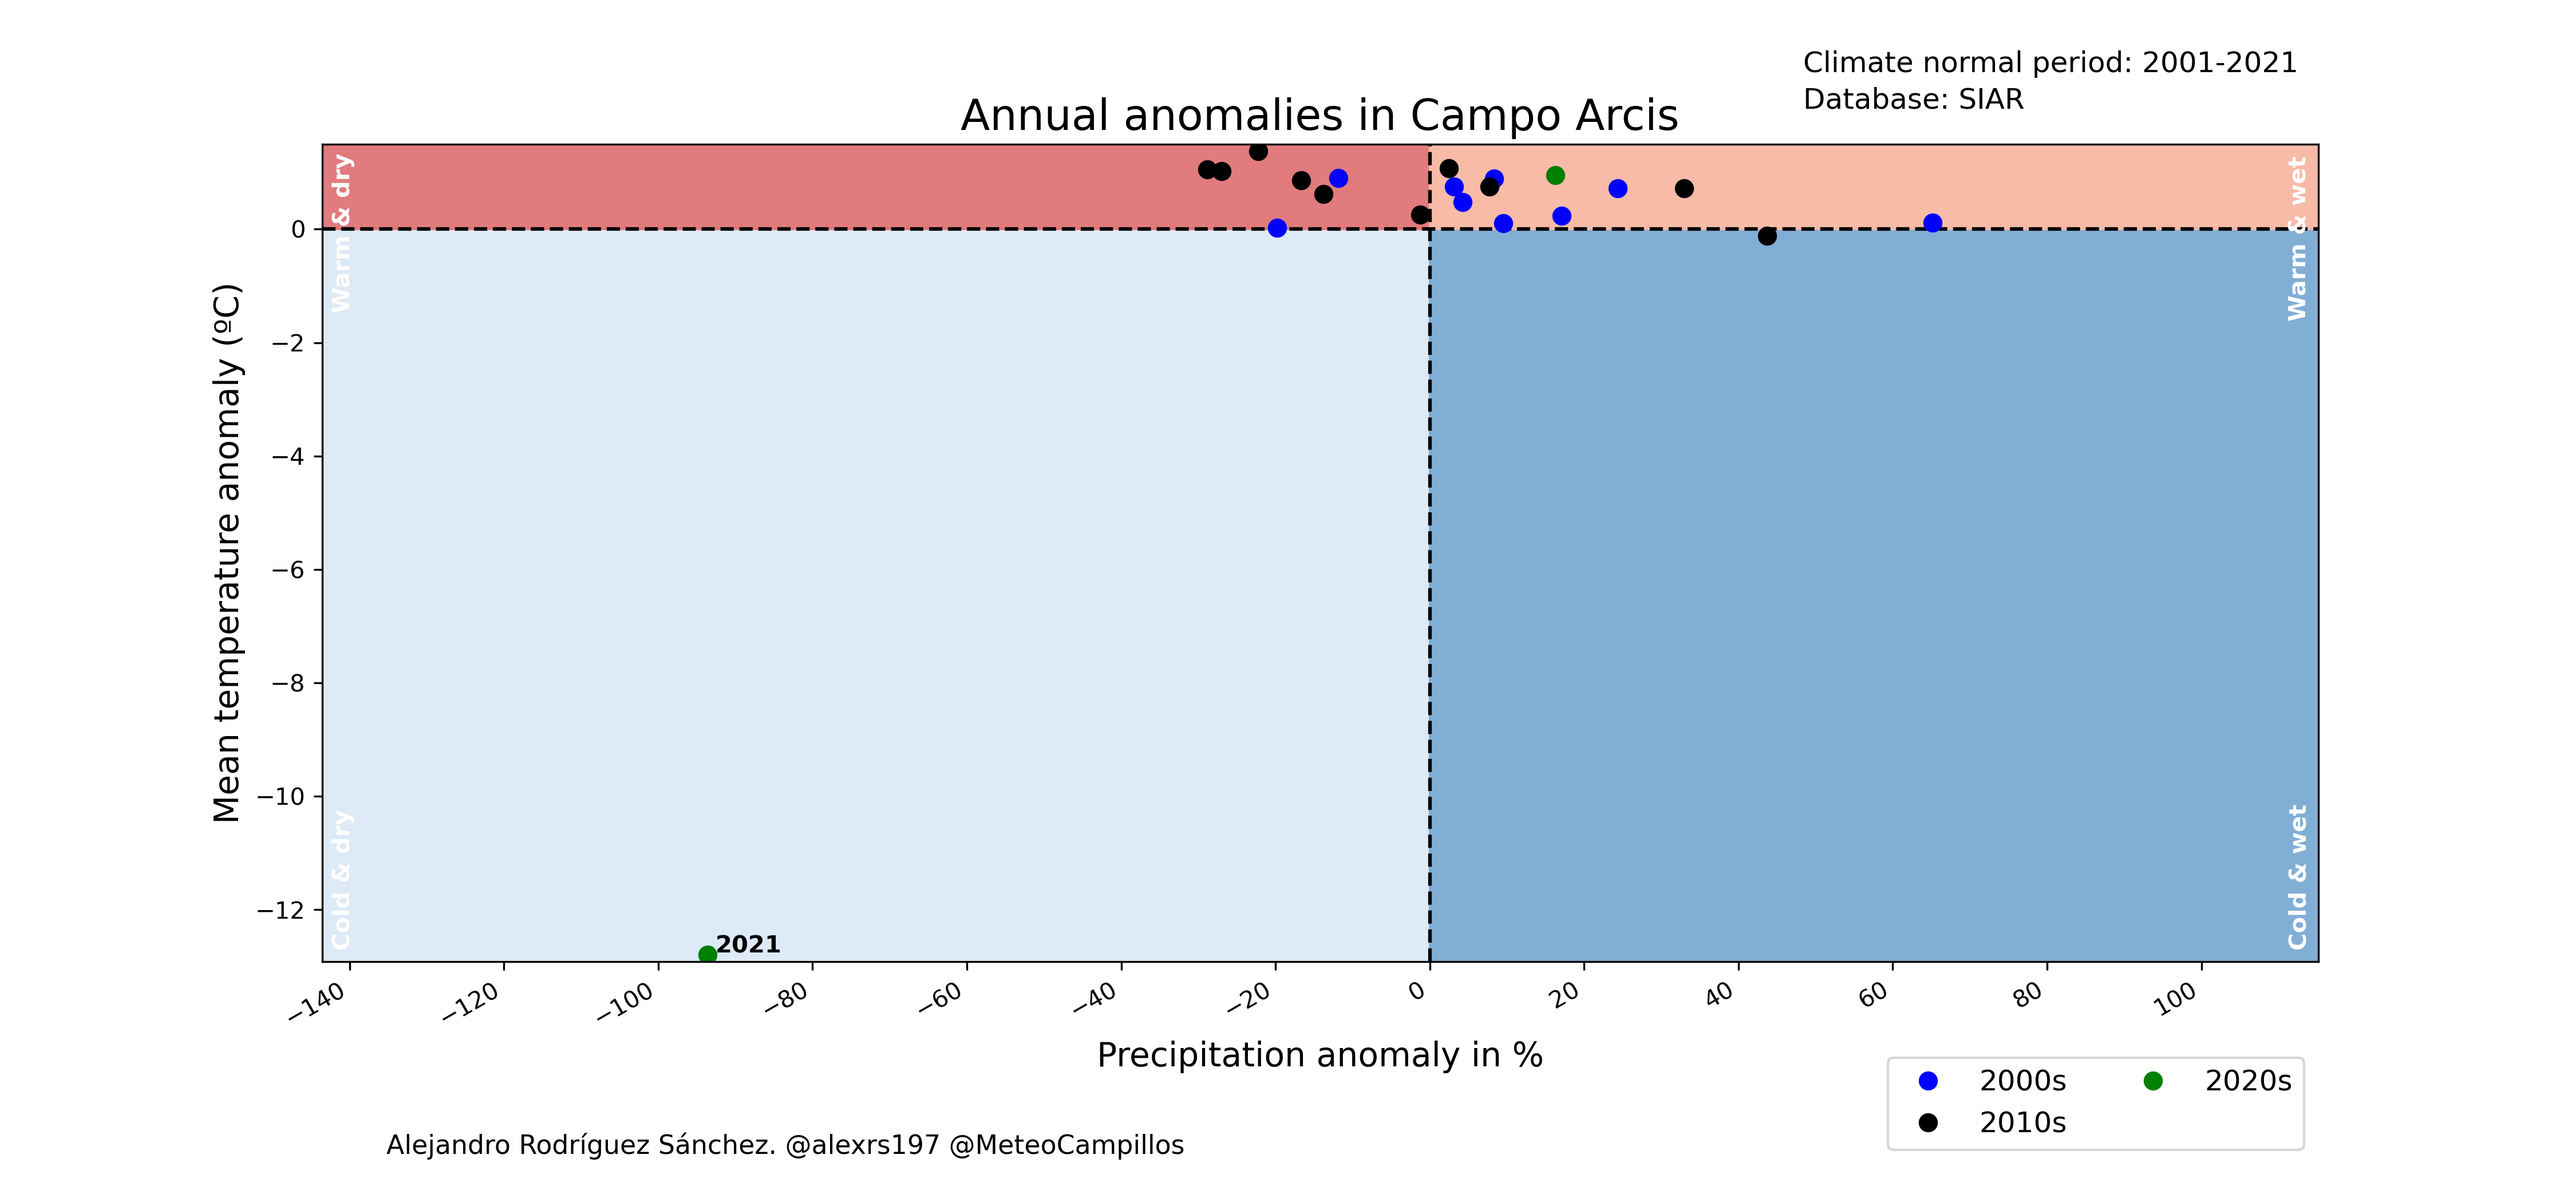 Climate normal period: 2001-2021
Database: SIAR
Annual anomalies in Campo Arcis
Warm & dry
Warm & wet
Mean temperature anomaly (ºC)
0
−2
−4
−6
−8
−10
−12
Cold & dry
Cold & wet
2021
−140
−120
−100
−80
−60
−40
−20
0
20
40
60
80
100
Precipitation anomaly in %
2000s
2020s
2010s
Alejandro Rodríguez Sánchez. @alexrs197 @MeteoCampillos